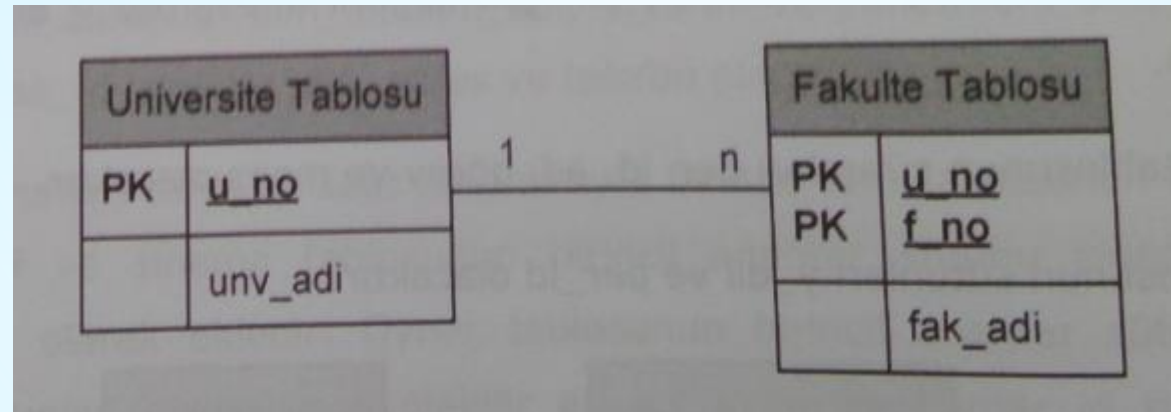 Universite Tablosu
PK u_no
unv_adi
1 n
Fakulte Tablosu
PK u_no
PK f_no
fak_adi